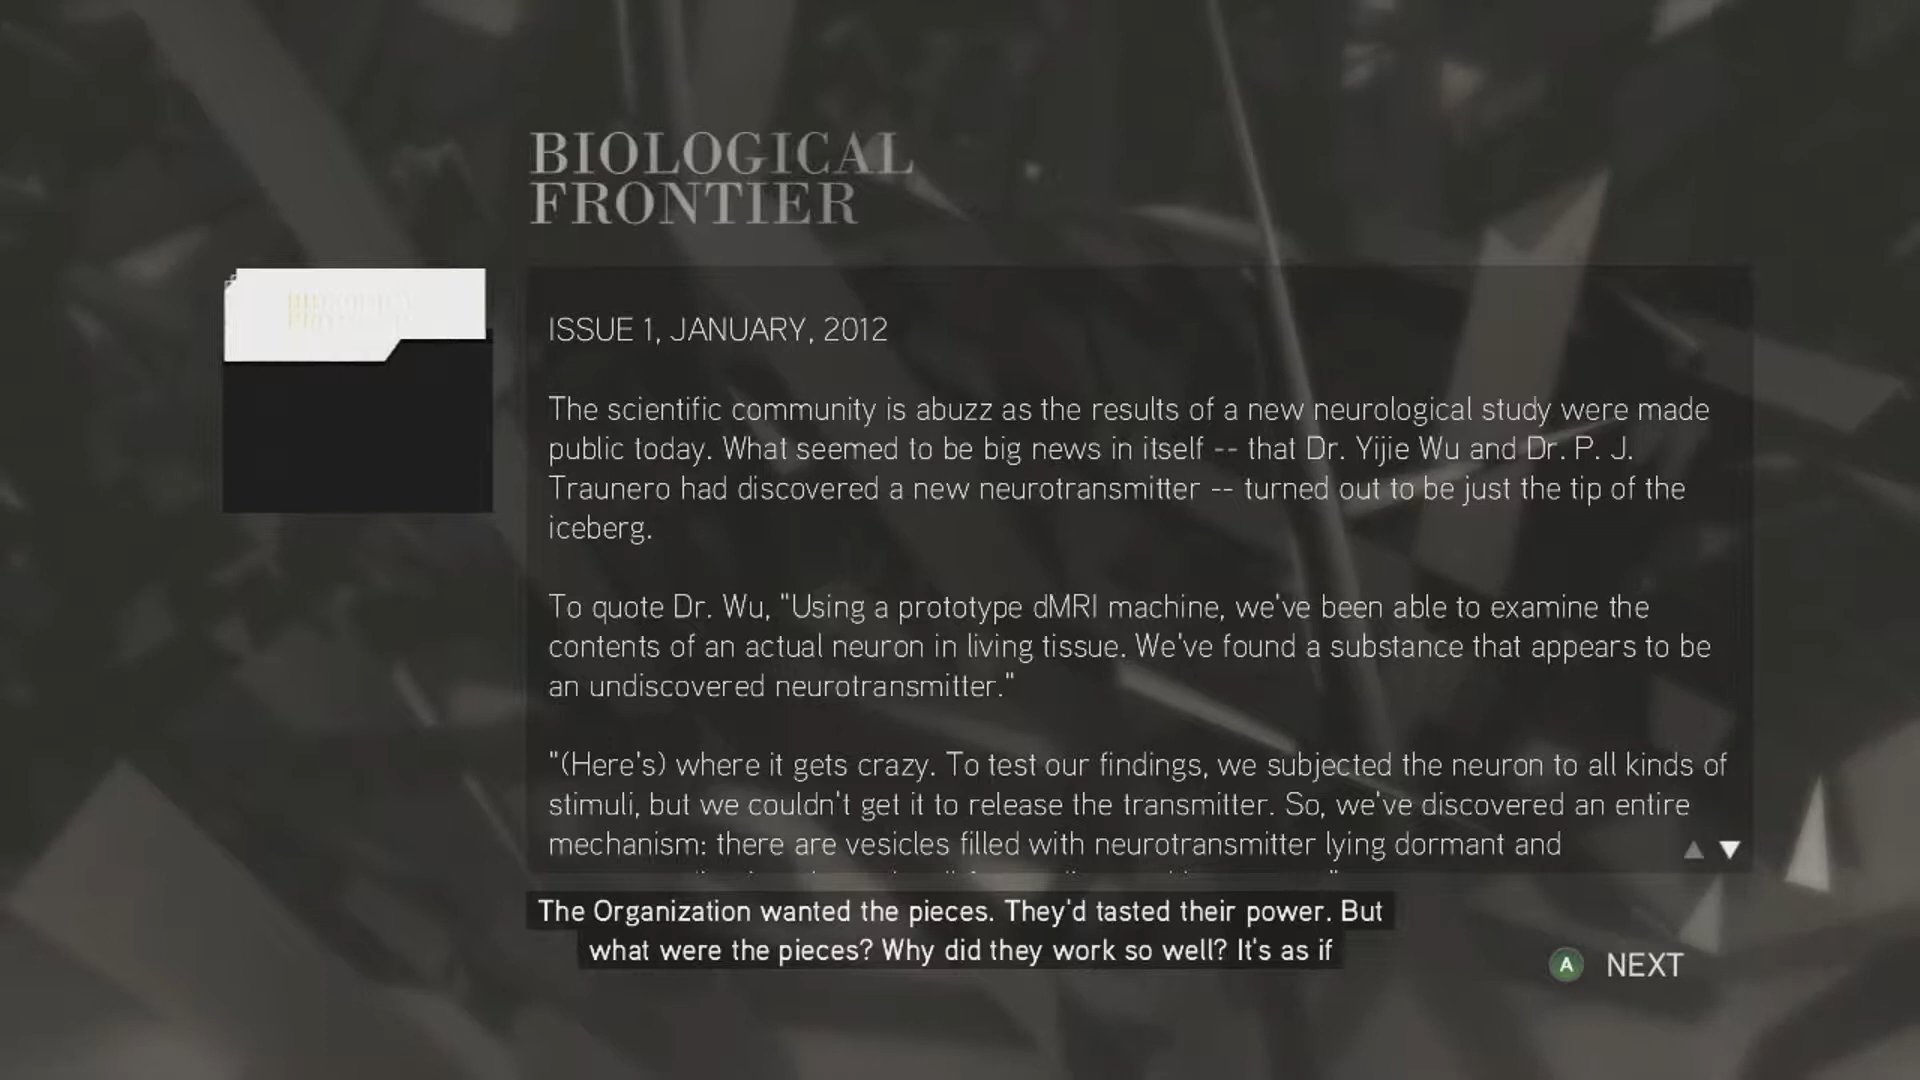 BIOLOGICAL
FRONTIER
ISSUE 1, JANUARY, 2012
The scientific community is abuzz as the results of a new neurological study were made
public today. What seemed to be big news in itself -- that Dr. Yijie Wu and Dr. P. J.
Traunero had discovered a new neurotransmitter -- turned out to be just the tip of the
iceberg.
To quote Dr. Wu, "Using a prototype dMRI machine, we've been able to examine the
contents of an actual neuron in living tissue. We've found a substance that appears to be
an undiscovered neurotransmitter."
"(Here's) where it gets crazy. To test our findings, we subjected the neuron to all kinds of
stimuli, but we couldn't get it to release the transmitter. So, we've discovered an entire
mechanism: there are vesicles filled with neurotransmitter lying dormant and
The Organization wanted the pieces. They'd tasted their power. But
what were the pieces? Why did they work so well? It's as if
A NEXT